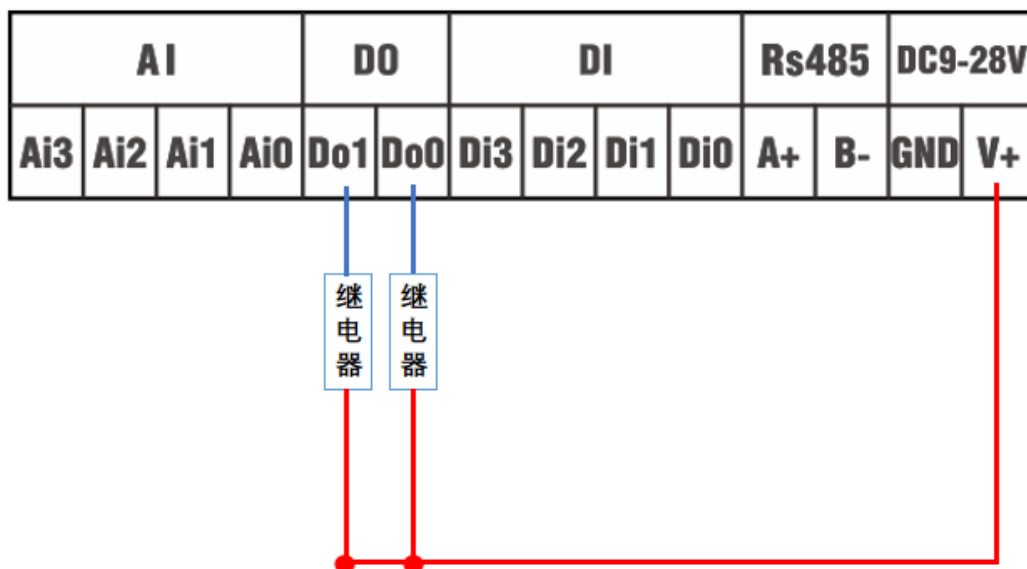 AI DO DI Rs485 DC9-28V
Ai3 Ai2 Ai1 Ai0 Do1 Do0 Di3 Di2 Di1 Di0 A+ B- GND V+
继电器 继电器